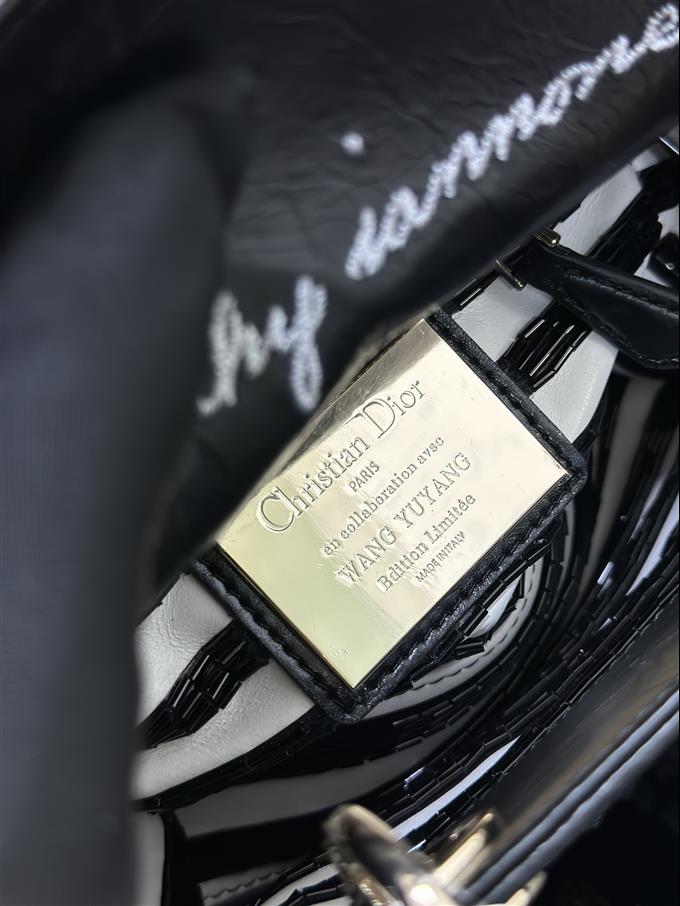 Christian Dior
PARIS
en collaboration avec
WANG YUYANG
Edition Limitée
MADE IN ITALY